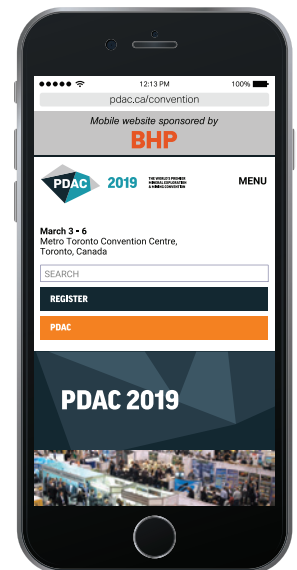 12:13 PM
100%
pdac.ca/convention
Mobile website sponsored by
BHP
PDAC
2019
THE WORLD'S PREMIER
MINERAL EXPLORATION
& MINING CONVENTION
MENU
March 3 - 6
Metro Toronto Convention Centre,
Toronto, Canada
SEARCH
REGISTER
PDAC
PDAC 2019